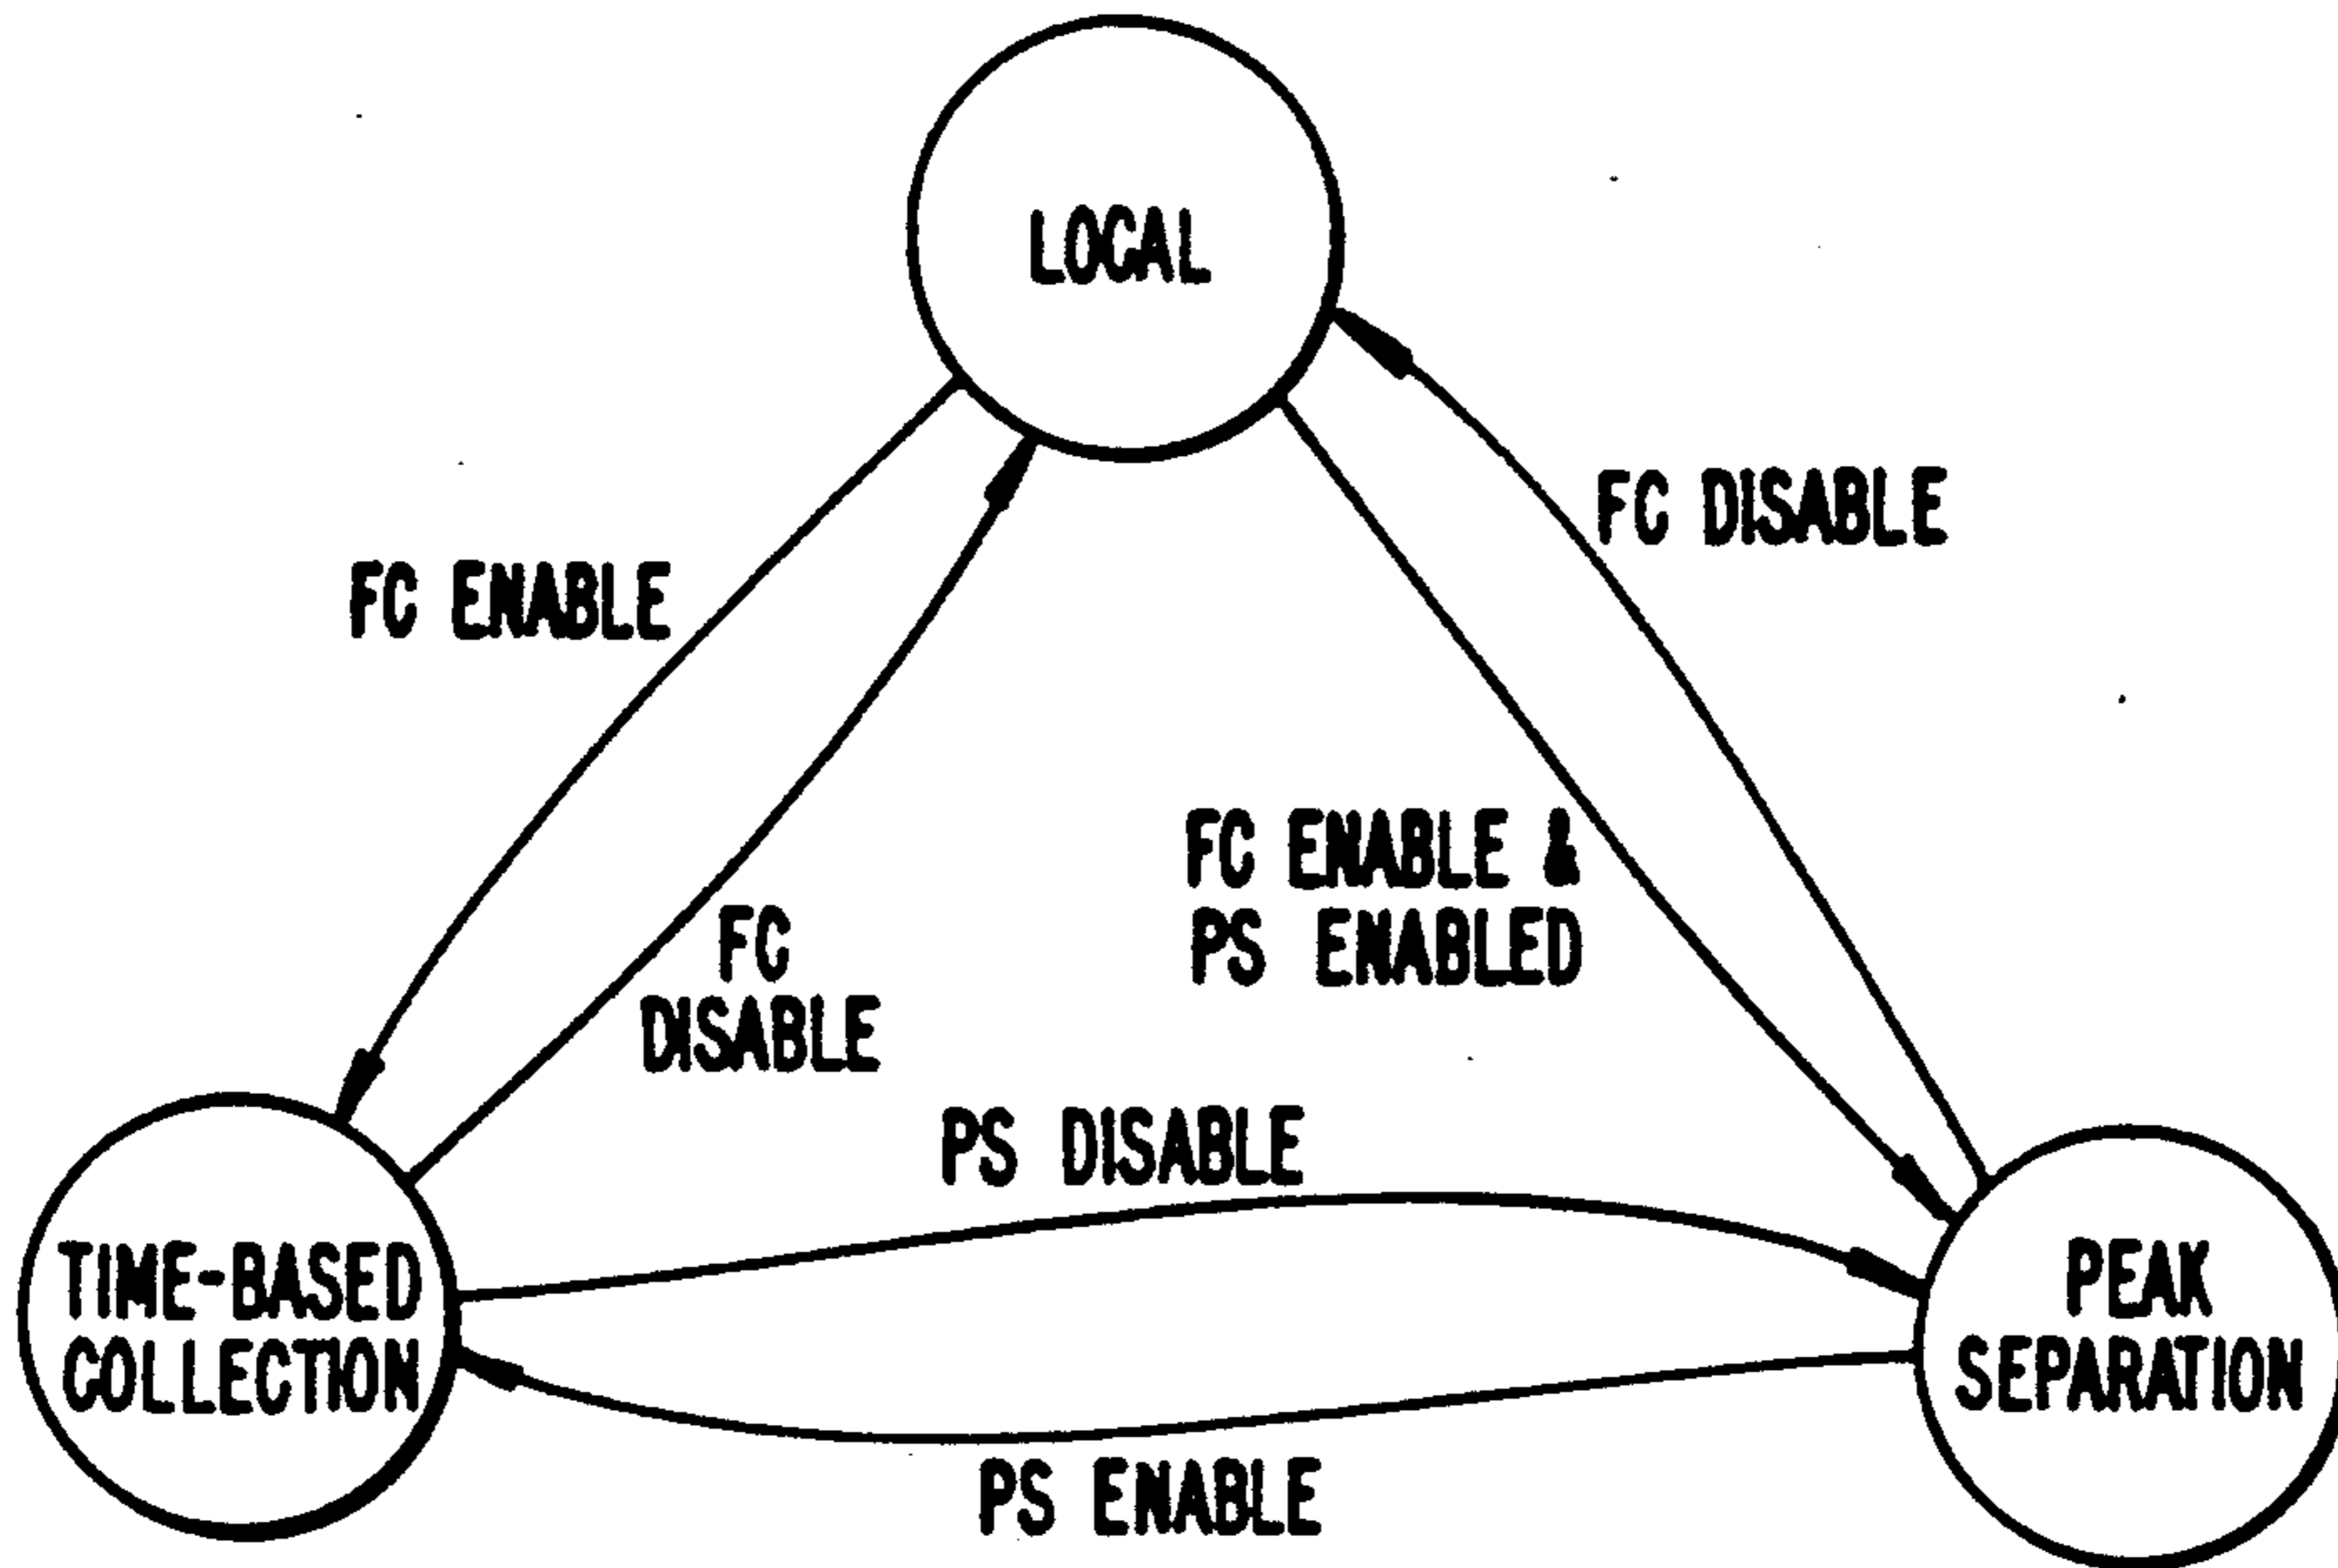 LOCAL
FC DISABLE
FC ENABLE
FC ENABLE &
PS ENABLED
FC
DISABLE
PS DISABLE
TIME-BASED
COLLECTION
PEAK
SEPARATION
PS ENABLE